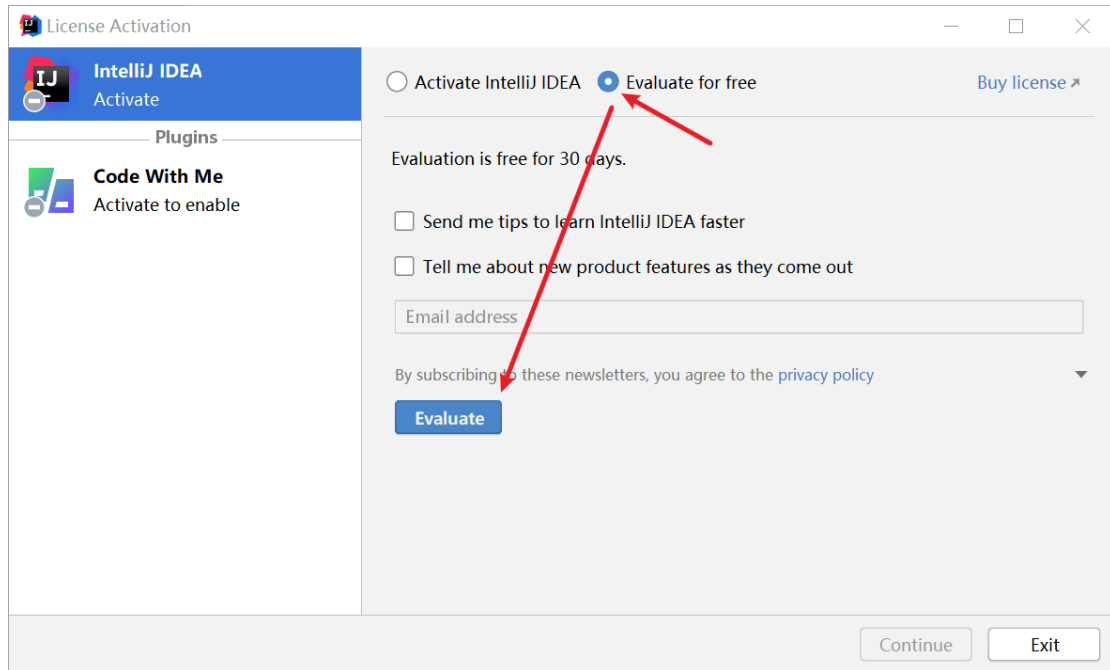 License Activation
IJ
IntelliJ IDEA
Activate
Plugins
Code With Me
Activate to enable
Activate IntelliJ IDEA Evaluate for free Buy license
Evaluation is free for 30 days.
Send me tips to learn IntelliJ IDEA faster
Tell me about new product features as they come out
Email address
By subscribing to these newsletters, you agree to the privacy policy
Evaluate
Continue Exit